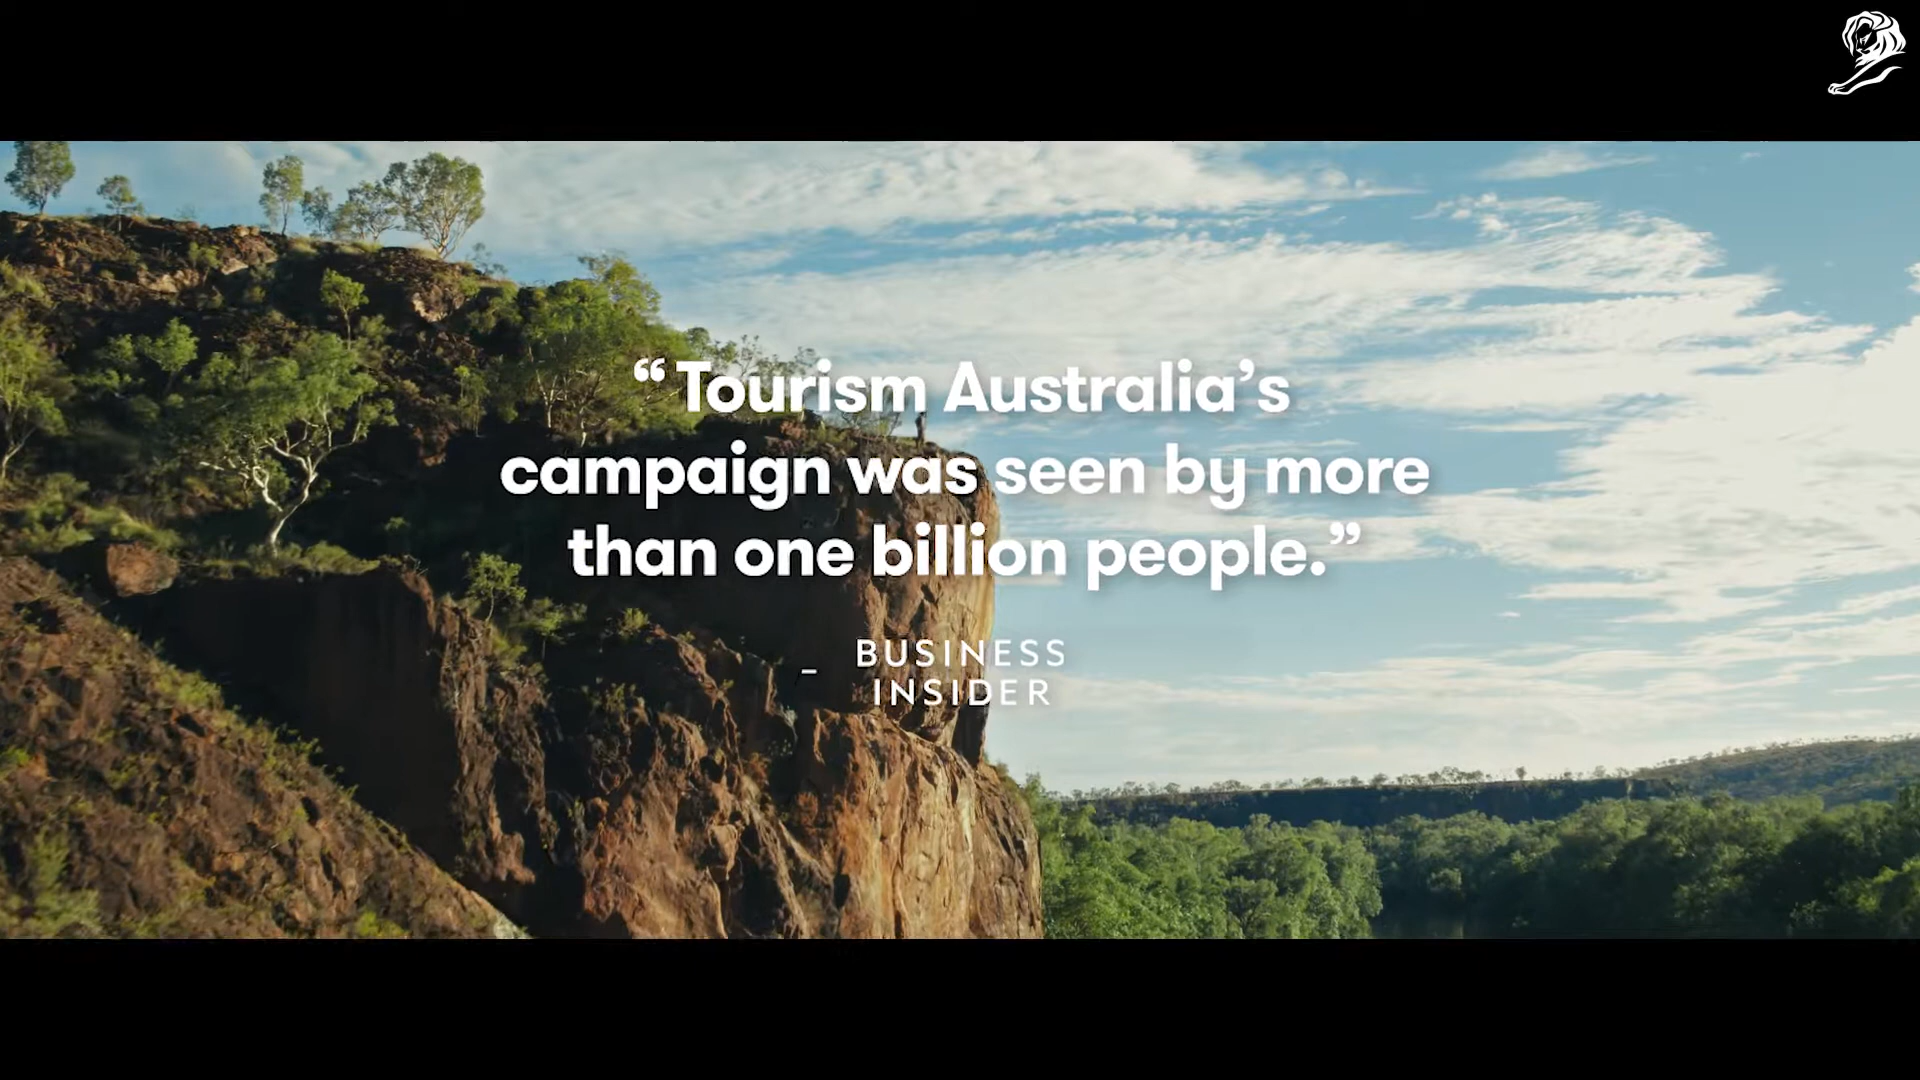 “Tourism Australia’s
campaign was seen by more
than one billion people.”
– BUSINESS
INSIDER